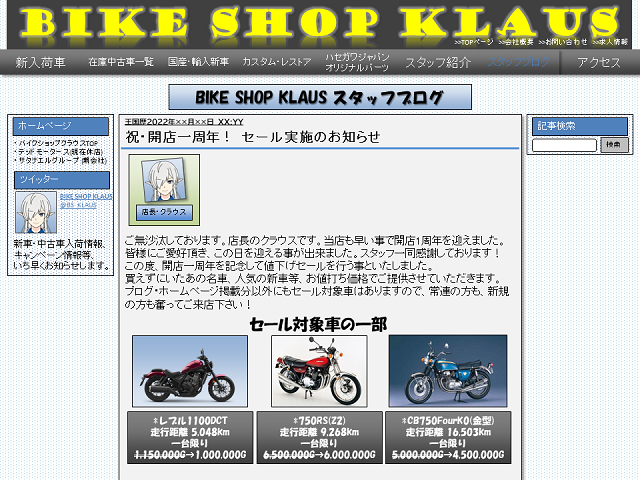 BIKE SHOP KLAUS
>>TOPページ >>会社概要 >>お問い合わせ >>求人情報
新入荷車 在庫中古車一覧 国産・輸入新車 カスタム・レストア ハセガワジャパン オリジナルパーツ スタッフ紹介 スタッフブログ アクセス
BIKE SHOP KLAUS スタッフブログ
ホームページ
・バイクショップクラウスTOP
・サタナエルグループ
ツイッター
BIKE SHOP KLAUS
新車・中古車入荷情報、
キャンペーン情報等、
いち早くお知らせします。
王国歴2022年××月××日 XX:YY
祝・開店一周年！ セール実施のお知らせ
店長・クラウス
ご無沙汰しております。店長のクラウスです。当店も早い事で開店1周年を迎えました。
皆様にご愛好頂き、この日を迎える事が出来ました。スタッフ一同感謝しております！
この度、開店一周年を記念して値下げセールを行う事といたしました。
買えずにいたあの名車、人気の新車等、お値打ち価格でご提供させていただきます。
ブログ・ホームページ掲載分以外にもセール対象車はありますので、常連の方も、新規
の方も奮ってご来店下さい！
セール対象車の一部
*レブル1100DCT
走行距離 5.048km
一台限り
1.150.000G→1.000.000G
*750RS(Z2)
走行距離 9,268km
一台限り
6.500.000G→6.000.000G
*CB750FourK0(金型)
走行距離 16,503km
一台限り
5.000.000G→4.500.000G
記事検索
検索